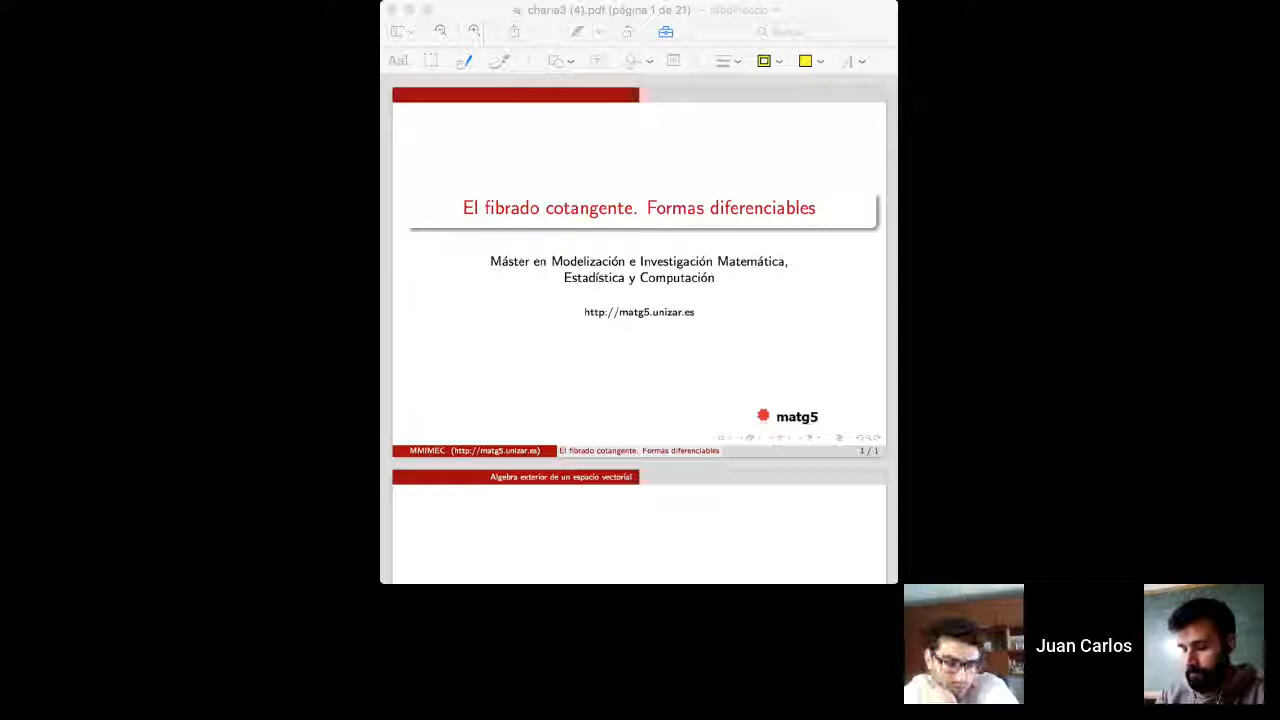 charla3 (4).pdf (página 1 de 21) — modificado
El fibrado cotangente. Formas diferenciables
Máster en Modelización e Investigación Matemática,
Estadística y Computación
http://matg5.unizar.es
matg5
MMIMEC (http://matg5.unizar.es) El fibrado cotangente. Formas diferenciables 1 / 1
Algebra exterior de un espacio vectorial
Juan Carlos